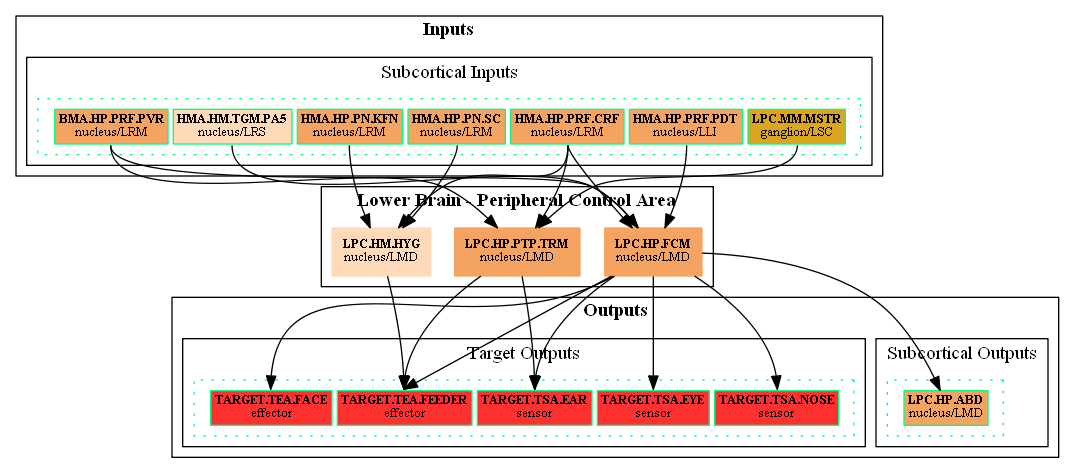 Inputs
Subcortical Inputs
BMA.HP.PRF.PVR
nucleus/LRM
HMA.HM.TGM.PA5
nucleus/LRS
HMA.HP.PN.KFN
nucleus/LRM
HMA.HP.PN.SC
nucleus/LRM
HMA.HP.PRF.CRF
nucleus/LRM
HMA.HP.PRF.PDT
nucleus/LLI
LPC.MM.MSTR
ganglion/LSC
Lower Brain - Peripheral Control Area
LPC.HM.HYG
nucleus/LMD
LPC.HP.PTP.TRM
nucleus/LMD
LPC.HP.FCM
nucleus/LMD
Outputs
Target Outputs
TARGET.TEA.FACE
effector
TARGET.TEA.FEEDER
effector
TARGET.TSA.EAR
sensor
TARGET.TSA.EYE
sensor
TARGET.TSA.NOSE
sensor
Subcortical Outputs
LPC.HP.ABD
nucleus/LMD